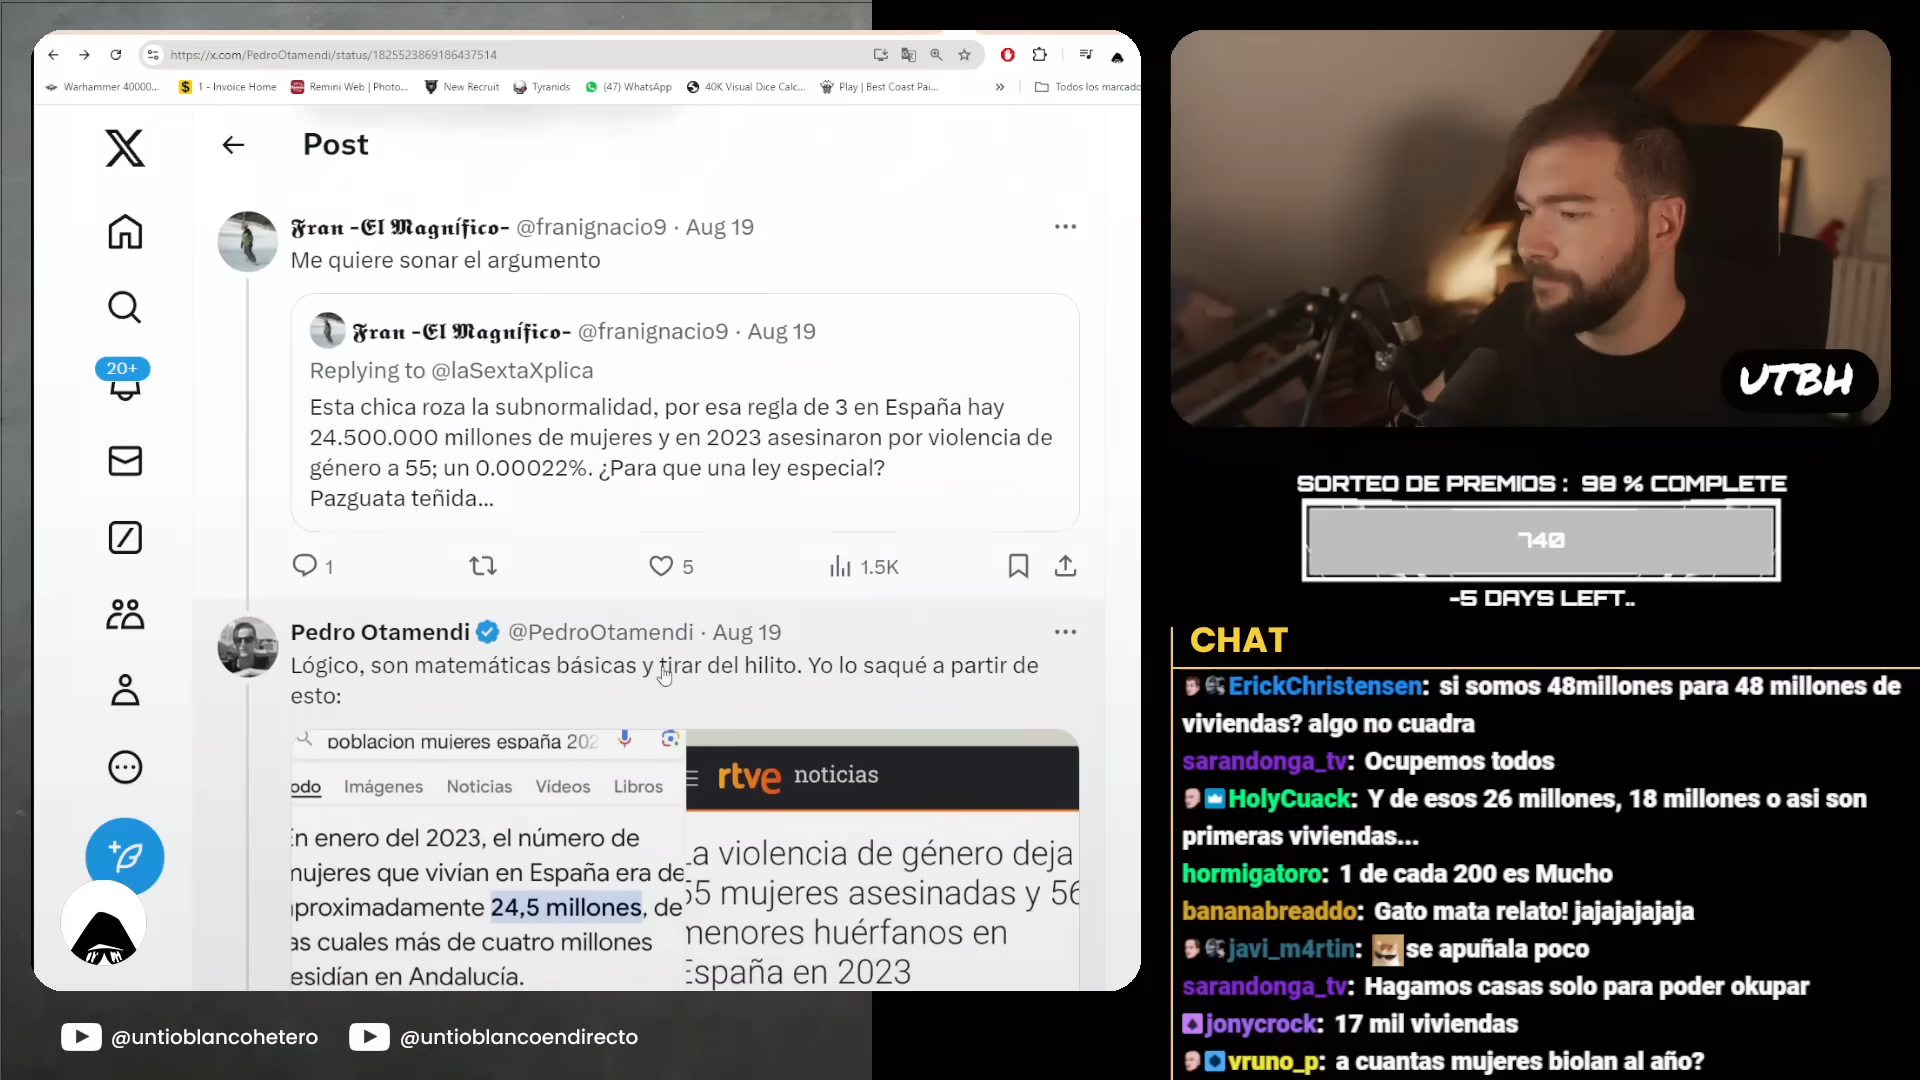 https://x.com/PedroOtamendi/status/1825523869186437514
Warhammer 40000...
1 - Invoice Home
Remini Web | Photo...
New Recruit
Tyranids
(47) WhatsApp
40K Visual Dice Calc...
Play | Best Coast Pai...
»
Todos los marcado
Post
Fran -El Magnífico- @franignacio9 · Aug 19
Me quiere sonar el argumento
Fran -El Magnífico- @franignacio9 · Aug 19
Replying to @laSextaXplica
Esta chica roza la subnormalidad, por esa regla de 3 en España hay
24.500.000 millones de mujeres y en 2023 asesinaron por violencia de
género a 55; un 0.00022%. ¿Para que una ley especial?
Pazguata teñida...
1
5
1.5K
20+
Pedro Otamendi @PedroOtamendi · Aug 19
Lógico, son matemáticas básicas y tirar del hilito. Yo lo saqué a partir de
esto:
poblacion mujeres españa 202
odo Imágenes Noticias Vídeos Libros
En enero del 2023, el número de
mujeres que vivían en España era de
aproximadamente 24,5 millones, de
as cuales más de cuatro millones
esidían en Andalucía.
rtve noticias
La violencia de género deja
55 mujeres asesinadas y 56
menores huérfanos en
España en 2023
@untioblancohetero
@untioblancoendirecto
UTBH
SORTEO DE PREMIOS : 98 % COMPLETE
740
-5 DAYS LEFT..
CHAT
ErickChristensen: si somos 48millones para 48 millones de
viviendas? algo no cuadra
sarandonga_tv: Ocupemos todos
HolyCuack: Y de esos 26 millones, 18 millones o asi son
primeras viviendas...
hormigatoro: 1 de cada 200 es Mucho
bananabreaddo: Gato mata relato! jajajajajaja
javi_m4rtin: se apuñala poco
sarandonga_tv: Hagamos casas solo para poder okupar
jonycrock: 17 mil viviendas
vruno_p: a cuantas mujeres biolan al año?